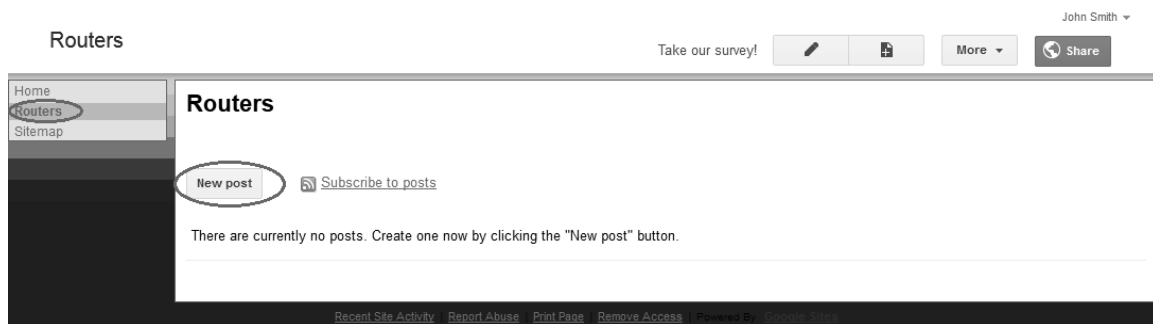 John Smith
Routers
Take our survey!
More
Share
Home
Routers
Sitemap
Routers
New post
Subscribe to posts
There are currently no posts. Create one now by clicking the "New post" button.
Recent Site Activity | Report Abuse | Print Page | Remove Access | Powered By Google Sites